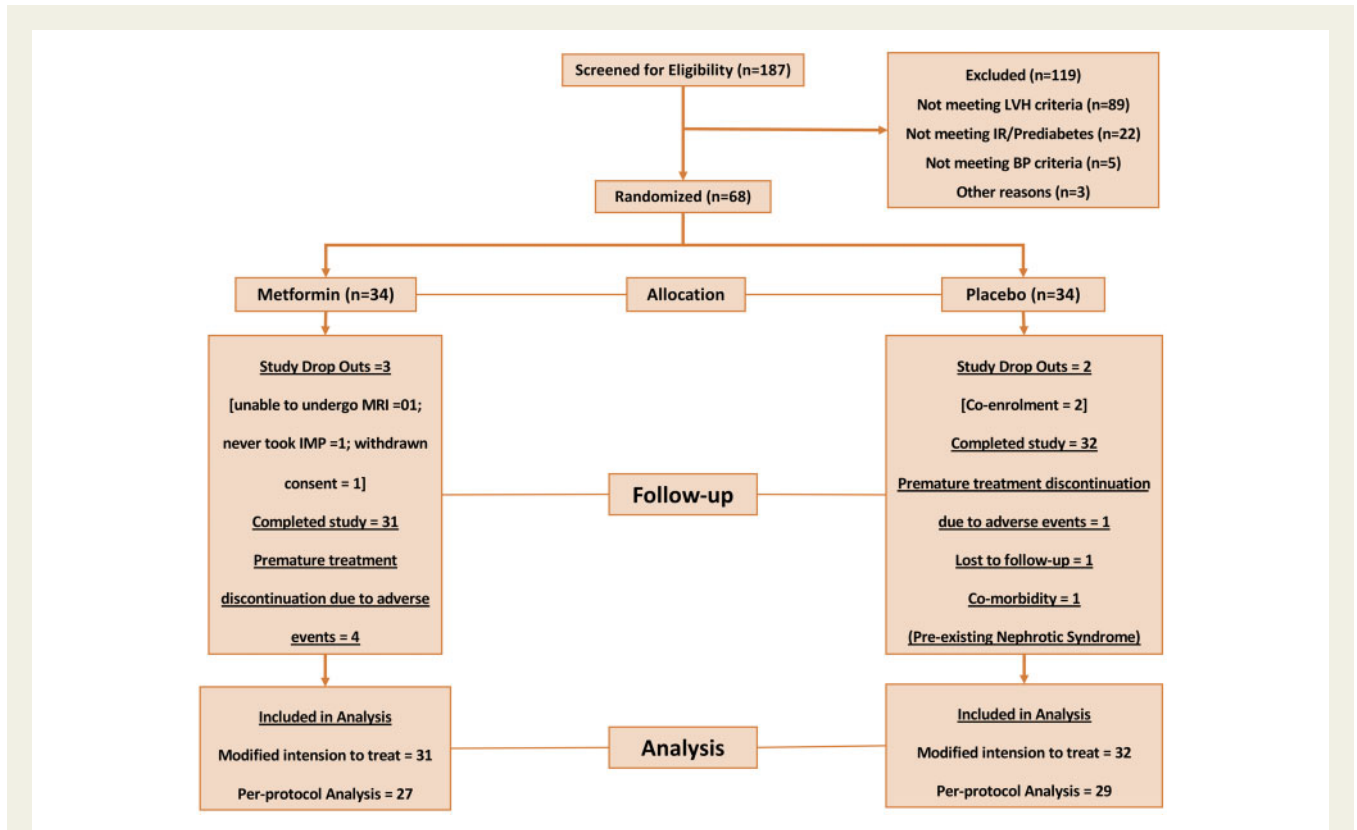 Screened for Eligibility (n=187)
Excluded (n=119)
Not meeting LVH criteria (n=89)
Not meeting IR/Prediabetes (n=22)
Not meeting BP criteria (n=5)
Other reasons (n=3)
Randomized (n=68)
Metformin (n=34)
Allocation
Placebo (n=34)
Study Drop Outs =3
[unable to undergo MRI =01;
never took IMP =1; withdrawn
consent = 1]
Completed study = 31
Premature treatment
discontinuation due to adverse
events = 4
Follow-up
Study Drop Outs = 2
[Co-enrolment = 2]
Completed study = 32
Premature treatment discontinuation
due to adverse events = 1
Lost to follow-up = 1
Co-morbidity = 1
(Pre-existing Nephrotic Syndrome)
Included in Analysis
Modified intension to treat = 31
Per-protocol Analysis = 27
Analysis
Included in Analysis
Modified intension to treat = 32
Per-protocol Analysis = 29